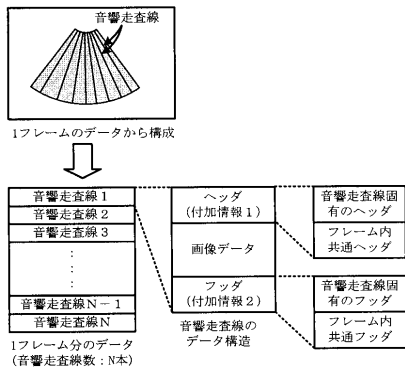 音響走査線
1フレームのデータから構成
音響走査線1
音響走査線2
音響走査線3
:
:
音響走査線N-1
音響走査線N
1フレーム分のデータ
(音響走査線数:N本)
ヘッダ
(付加情報1)
画像データ
フッダ
(付加情報2)
音響走査線の
データ構造
音響走査線固
有のヘッダ
フレーム内
共通ヘッダ
音響走査線固
有のフッダ
フレーム内
共通フッダ